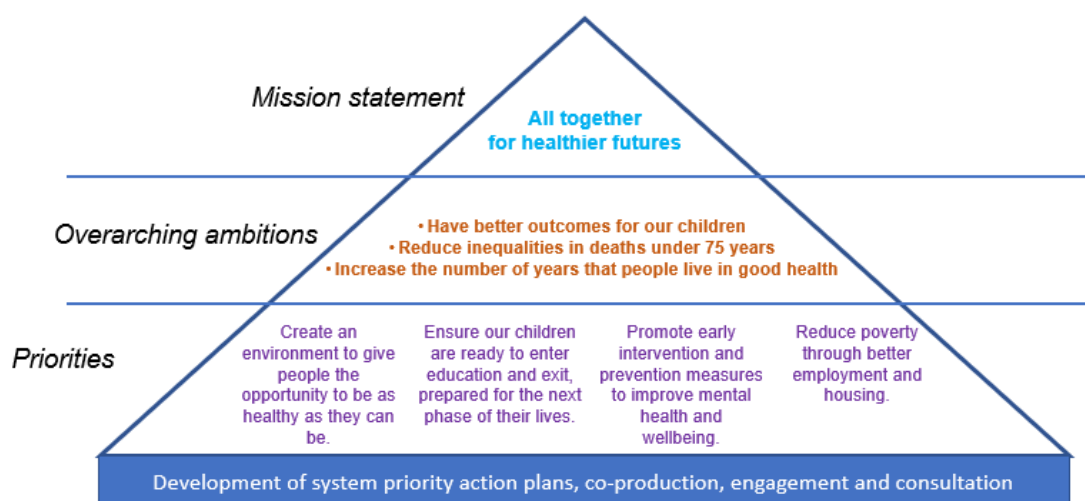 Mission statement
All together
for healthier futures
Overarching ambitions
• Have better outcomes for our children
• Reduce inequalities in deaths under 75 years
• Increase the number of years that people live in good health
Priorities
Create an
environment to give
people the
opportunity to be as
healthy as they can
be.
Ensure our children
are ready to enter
education and exit,
prepared for the next
phase of their lives.
Promote early
intervention and
prevention measures
to improve mental
health and
wellbeing.
Reduce poverty
through better
employment and
housing.
Development of system priority action plans, co-production, engagement and consultation